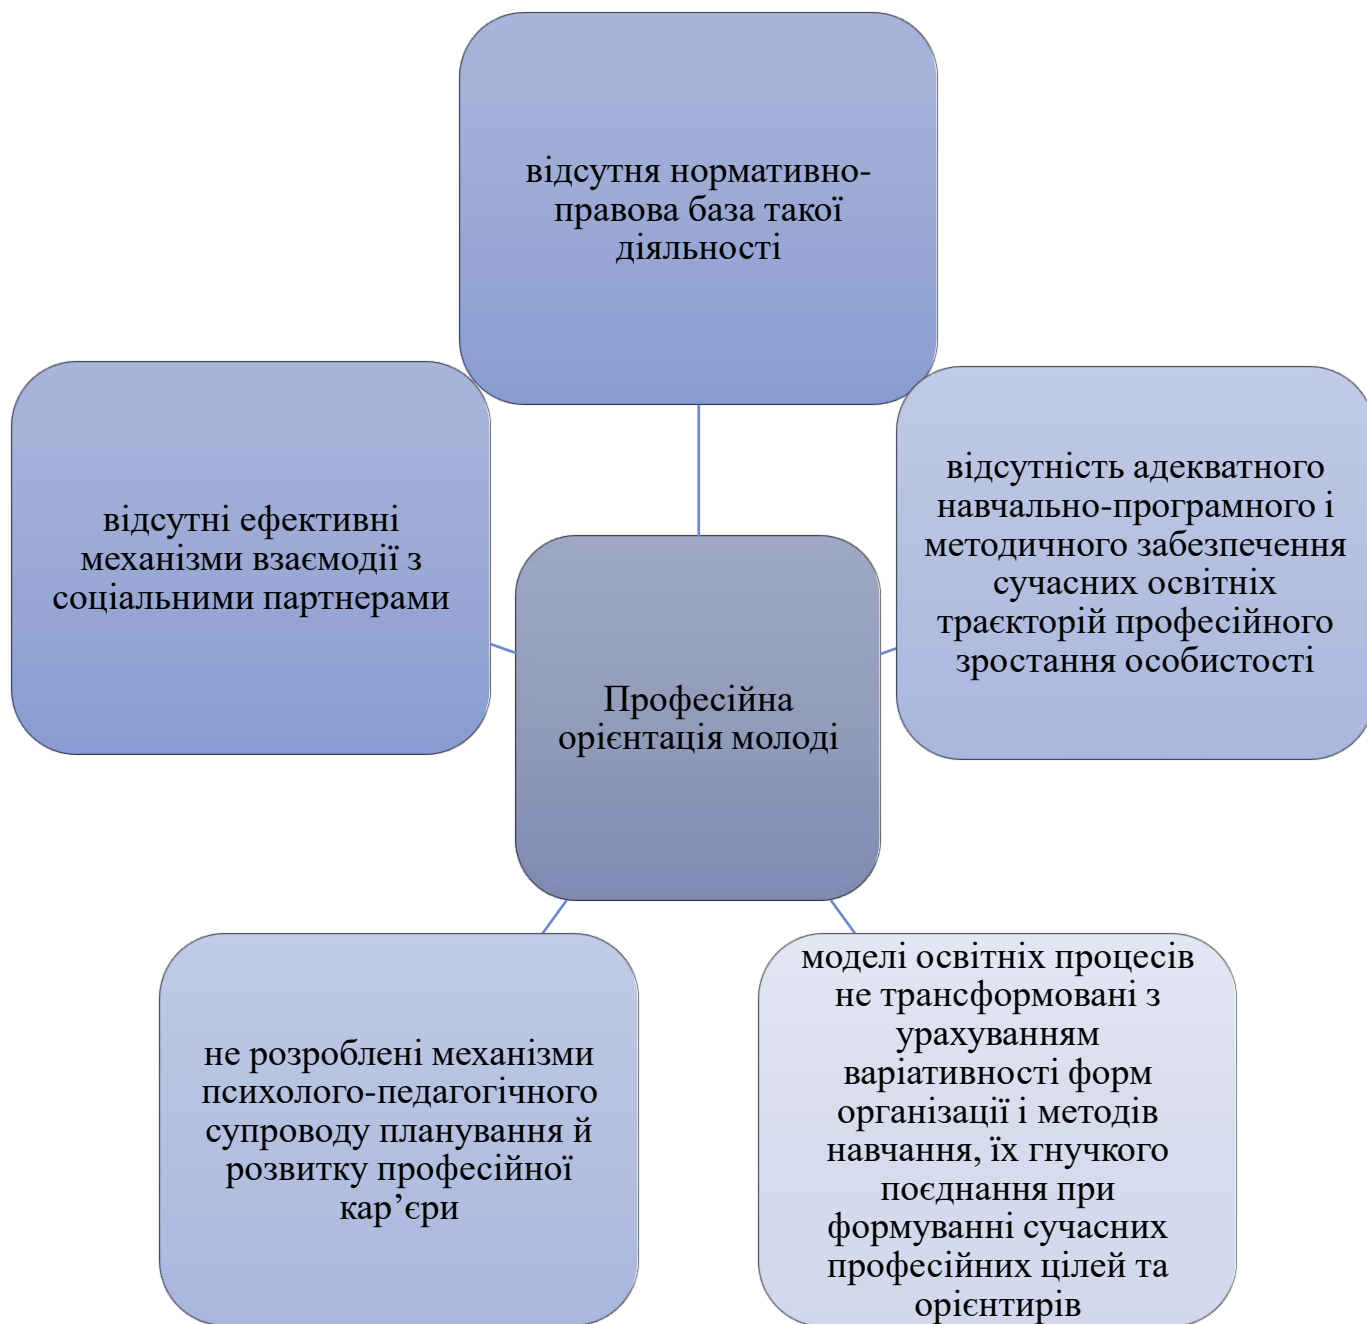 відсутня нормативно-
правова база такої
діяльності
відсутні ефективні
механізми взаємодії з
соціальними партнерами
відсутність адекватного
навчально-програмного і
методичного забезпечення
сучасних освітніх
траєкторій професійного
зростання особистості
Професійна
орієнтація молоді
не розроблені механізми
психолого-педагогічного
супроводу планування й
розвитку професійної
кар’єри
моделі освітніх процесів
не трансформовані з
урахуванням
варіативності форм
організації і методів
навчання, їх гнучкого
поєднання при
формуванні сучасних
професійних цілей та
орієнтирів